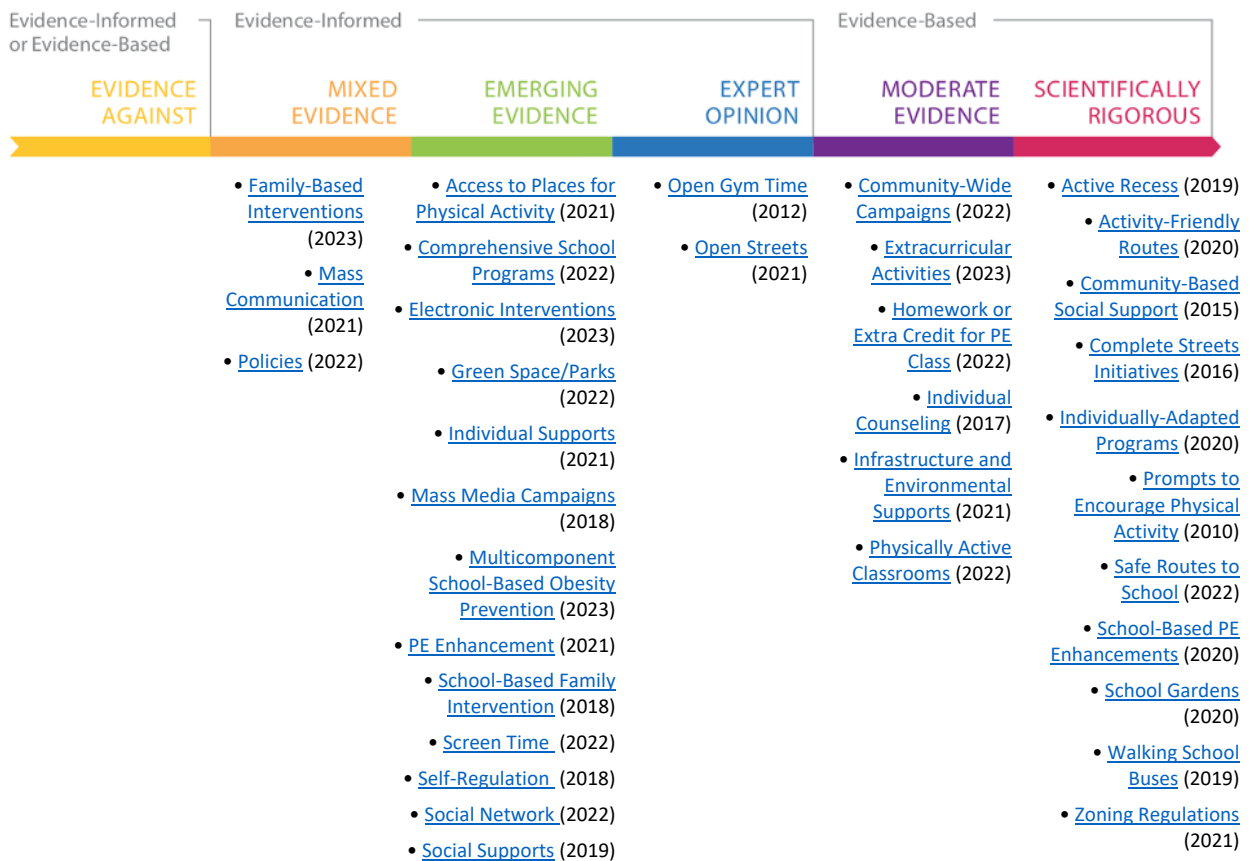 Evidence-Informed
or Evidence-Based
Evidence-Informed
Evidence-Based
EVIDENCE
AGAINST
MIXED
EVIDENCE
EMERGING
EVIDENCE
EXPERT
OPINION
MODERATE
EVIDENCE
SCIENTIFICALLY
RIGOROUS
• Family-Based
Interventions
(2023)
• Mass
Communication
(2021)
• Policies (2022)
• Access to Places for
Physical Activity (2021)
• Comprehensive School
Programs (2022)
• Electronic Interventions
(2023)
• Green Space/Parks
(2022)
• Individual Supports
(2021)
• Mass Media Campaigns
(2018)
• Multicomponent
School-Based Obesity
Prevention (2023)
• PE Enhancement (2021)
• School-Based Family
Intervention (2018)
• Screen Time (2022)
• Self-Regulation (2018)
• Social Network (2022)
• Social Supports (2019)
• Open Gym Time
(2012)
• Open Streets
(2021)
• Community-Wide
Campaigns (2022)
• Extracurricular
Activities (2023)
• Homework or
Extra Credit for PE
Class (2022)
• Individual
Counseling (2017)
• Infrastructure and
Environmental
Supports (2021)
• Physically Active
Classrooms (2022)
• Active Recess (2019)
• Activity-Friendly
Routes (2020)
• Community-Based
Social Support (2015)
• Complete Streets
Initiatives (2016)
• Individually-Adapted
Programs (2020)
• Prompts to
Encourage Physical
Activity (2010)
• Safe Routes to
School (2022)
• School-Based PE
Enhancements (2020)
• School Gardens
(2020)
• Walking School
Buses (2019)
• Zoning Regulations
(2021)